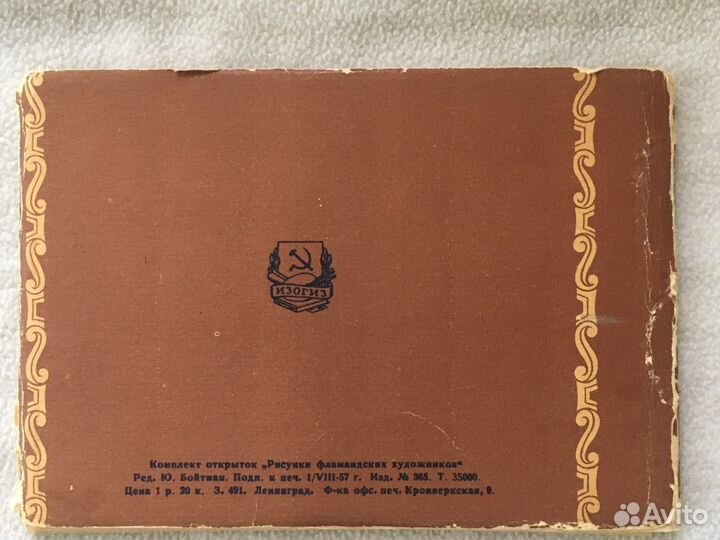 ИЗОГИЗ
Комплект открыток „Рисунки фламандских художников“
Ред. Ю. Бойтман. Подп. к печ. 1/VIII-57 г. Изд. № 365. Т. 35000.
Цена 1 р. 20 к. З. 491. Ленинград. Ф-ка офс. печ. Кронверкская, 9.
Avito